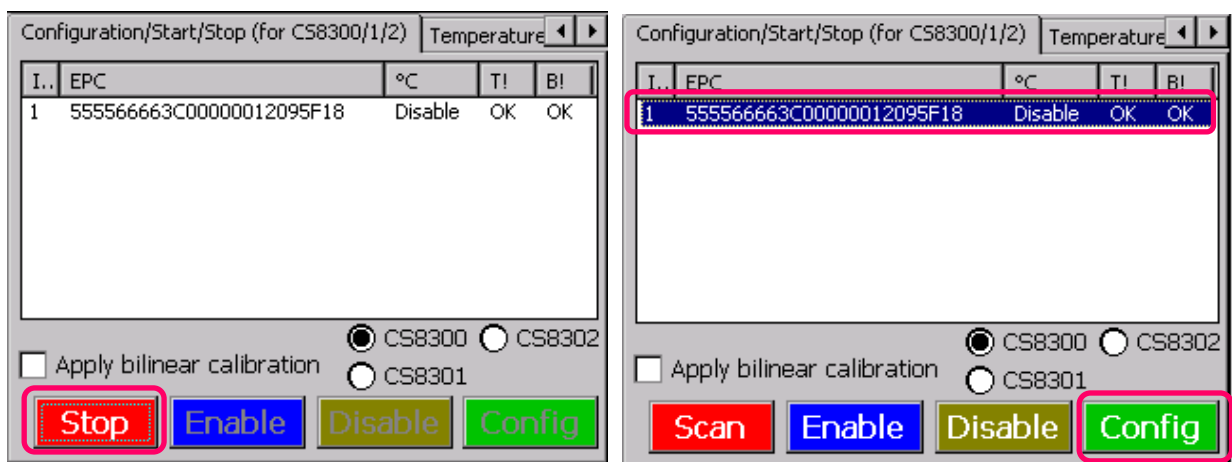 Configuration/Start/Stop (for CS8300/1/2) Temperature
I.. EPC °C T! B!
1 555566663C00000012095F18 Disable OK OK
CS8300 CS8302
Apply bilinear calibration
CS8301
Stop Enable Disable Config
Configuration/Start/Stop (for CS8300/1/2) Temperature
I.. EPC °C T! B!
1 555566663C00000012095F18 Disable OK OK
CS8300 CS8302
Apply bilinear calibration
CS8301
Scan Enable Disable Config